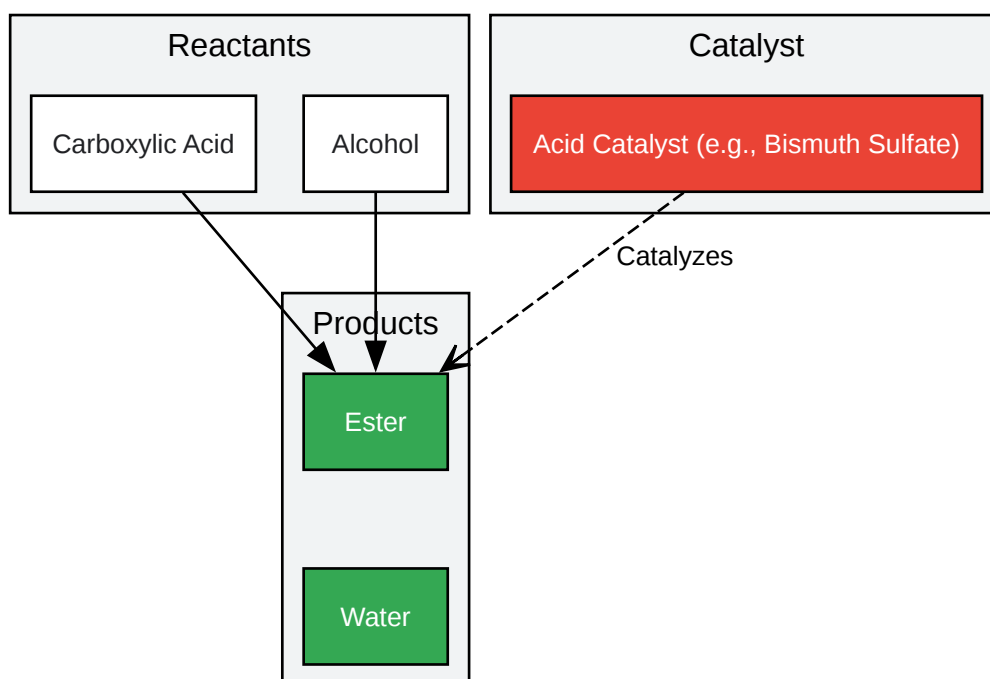 Reactants
Catalyst
Carboxylic Acid
Alcohol
Acid Catalyst (e.g., Bismuth Sulfate)
Catalyzes
Products
Ester
Water